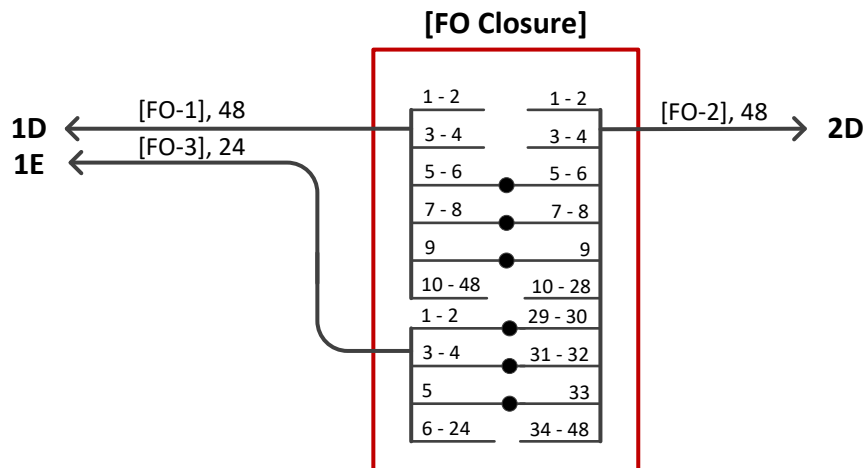 [FO Closure]
1 - 2 1 - 2
[FO-1], 48 [FO-2], 48
1D 3 - 4 3 - 4 2D
[FO-3], 24
1E
5 - 6 5 - 6
7 - 8 7 - 8
9 9
10 - 48 10 - 28
1 - 2 29 - 30
3 - 4 31 - 32
5 33
6 - 24 34 - 48